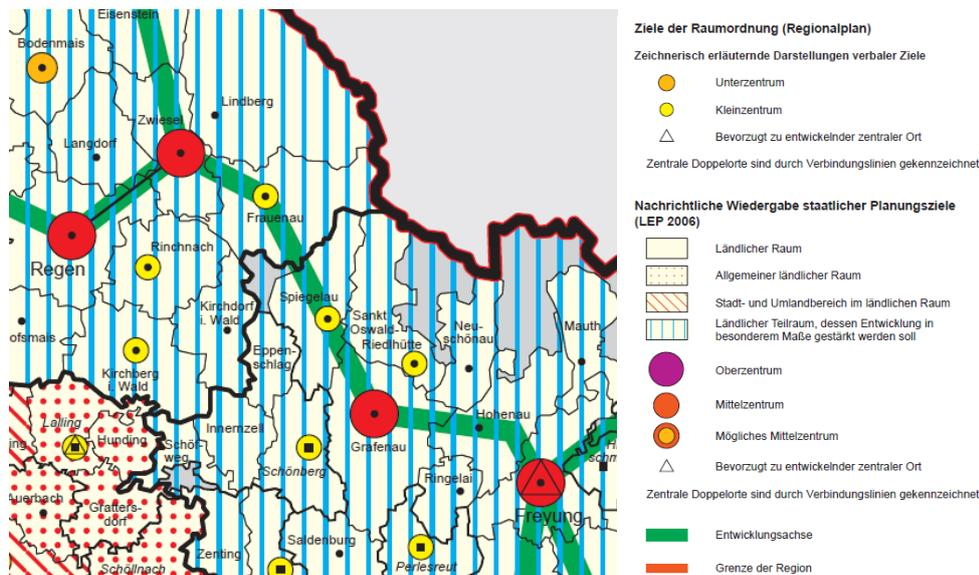 Eisenstein
Bodenmais
Lindberg
Zwiesel
Langdorf
Frauenau
Rinchnach
Regen
Kirchdorf
i. Wald
Spiegelau
Sankt
Oswald-
Riedlhütte
Neu-
schönau
Mauth
ofsmais
Eppen-
schlag
Kirchberg
i. Wald
Lalling
ing
Hunding
Schöf-
weg
Innernzell
Grafenau
Hohenau
H
schm
Schönberg
Ringelai
Auerbach
Gratters-
dorf
Freyung
Saldenburg
Zenting
Perlesreut
Schöllnach
Ziele der Raumordnung (Regionalplan)
Zeichnerisch erläuternde Darstellungen verbaler Ziele
Unterzentrum
Kleinzentrum
Bevorzugt zu entwickelnder zentraler Ort
Zentrale Doppelorte sind durch Verbindungslinien gekennzeichnet
Nachrichtliche Wiedergabe staatlicher Planungsziele
(LEP 2006)
Ländlicher Raum
Allgemeiner ländlicher Raum
Stadt- und Umlandbereich im ländlichen Raum
Ländlicher Teilraum, dessen Entwicklung in
besonderem Maße gestärkt werden soll
Oberzentrum
Mittelzentrum
Mögliches Mittelzentrum
Bevorzugt zu entwickelnder zentraler Ort
Zentrale Doppelorte sind durch Verbindungslinien gekennzeichnet
Entwicklungsachse
Grenze der Region